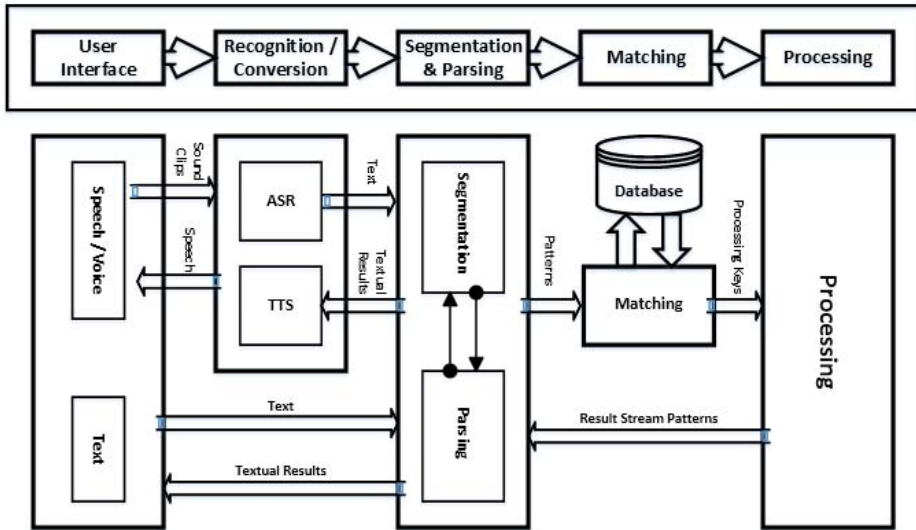 User
Interface
Recognition /
Conversion
Segmentation
& Parsing
Matching
Processing
Speech / Voice
Text
Sound
Clips
Speech
ASR
TTS
Text
Textual
Results
Segmentation
Parsing
Patterns
Database
Matching
Processing Keys
Processing
Text
Textual Results
Result Stream Patterns